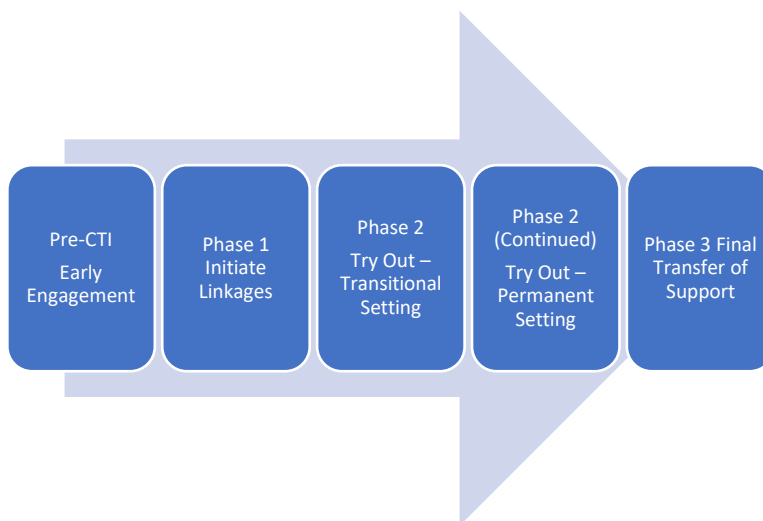 Pre-CTI
Early
Engagement
Phase 1
Initiate
Linkages
Phase 2
Try Out –
Transitional
Setting
Phase 2
(Continued)
Try Out –
Permanent
Setting
Phase 3 Final
Transfer of
Support